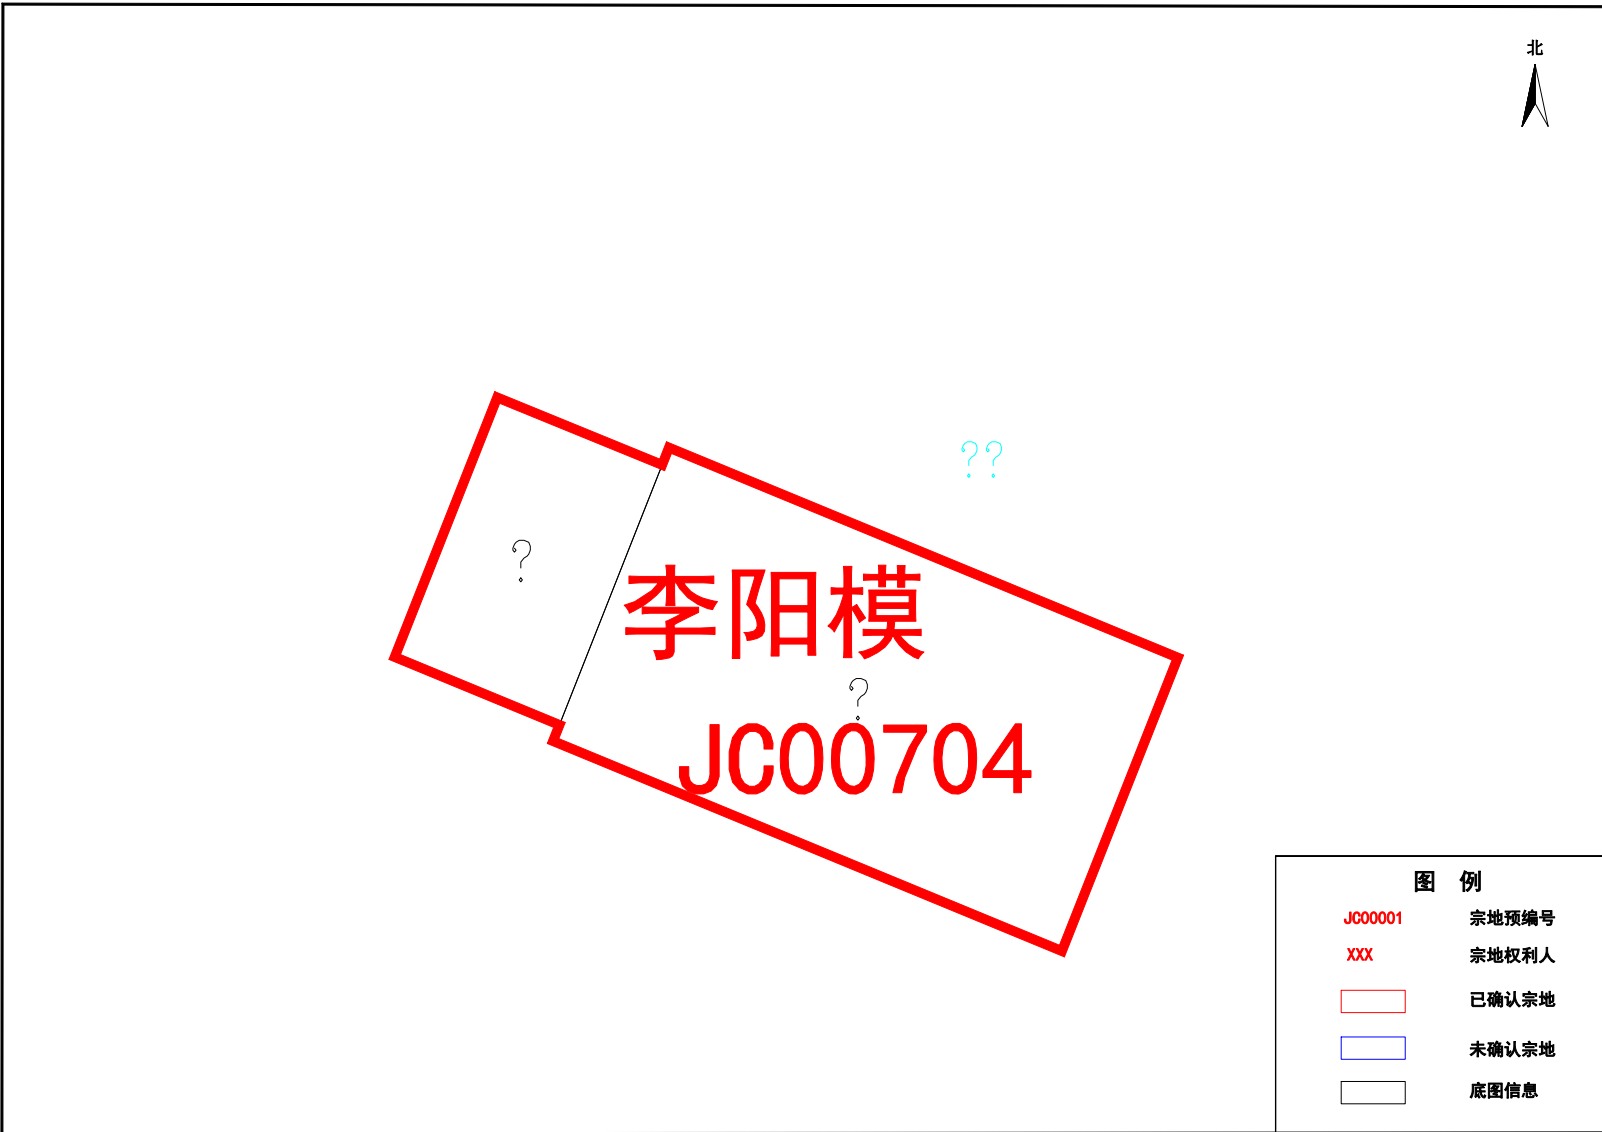 北
??
?
李阳模
?
JC00704
图 例
JC00001 宗地预编号
XXX 宗地权利人
已确认宗地
未确认宗地
底图信息